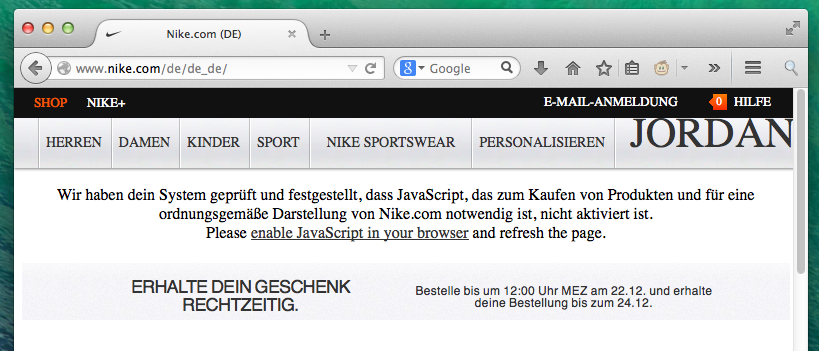 Nike.com (DE)
www.nike.com/de/de_de/
Google
SHOP NIKE+ E-MAIL-ANMELDUNG 0 HILFE
HERREN DAMEN KINDER SPORT NIKE SPORTSWEAR PERSONALISIEREN JORDAN
Wir haben dein System geprüft und festgestellt, dass JavaScript, das zum Kaufen von Produkten und für eine
ordnungsgemäße Darstellung von Nike.com notwendig ist, nicht aktiviert ist.
Please enable JavaScript in your browser and refresh the page.
ERHALTE DEIN GESCHENK
RECHTZEITIG.
Bestelle bis um 12:00 Uhr MEZ am 22.12. und erhalte
deine Bestellung bis zum 24.12.